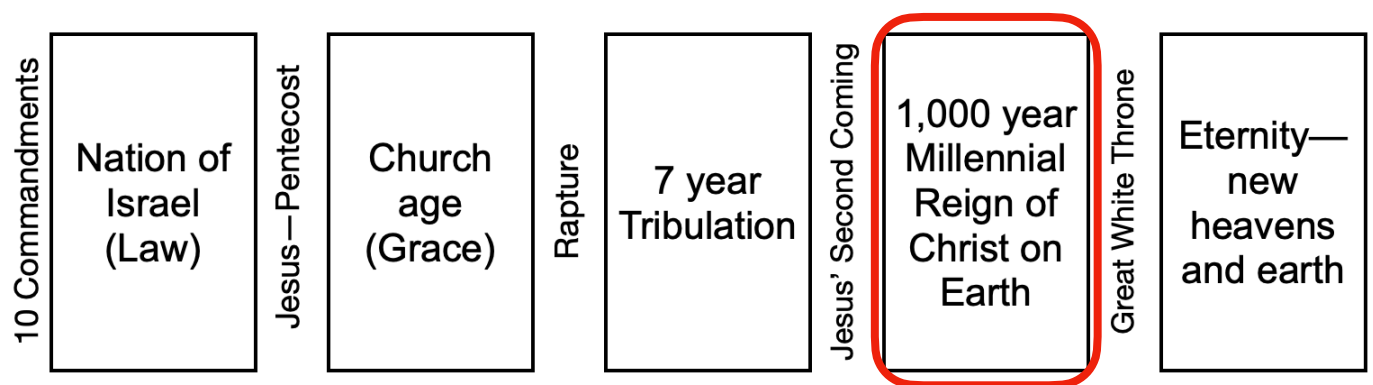 10 Commandments
Nation of
Israel
(Law)
Jesus—Pentecost
Church
age
(Grace)
Rapture
7 year
Tribulation
Jesus’ Second Coming
1,000 year
Millennial
Reign of
Christ on
Earth
Great White Throne
Eternity—
new
heavens
and earth